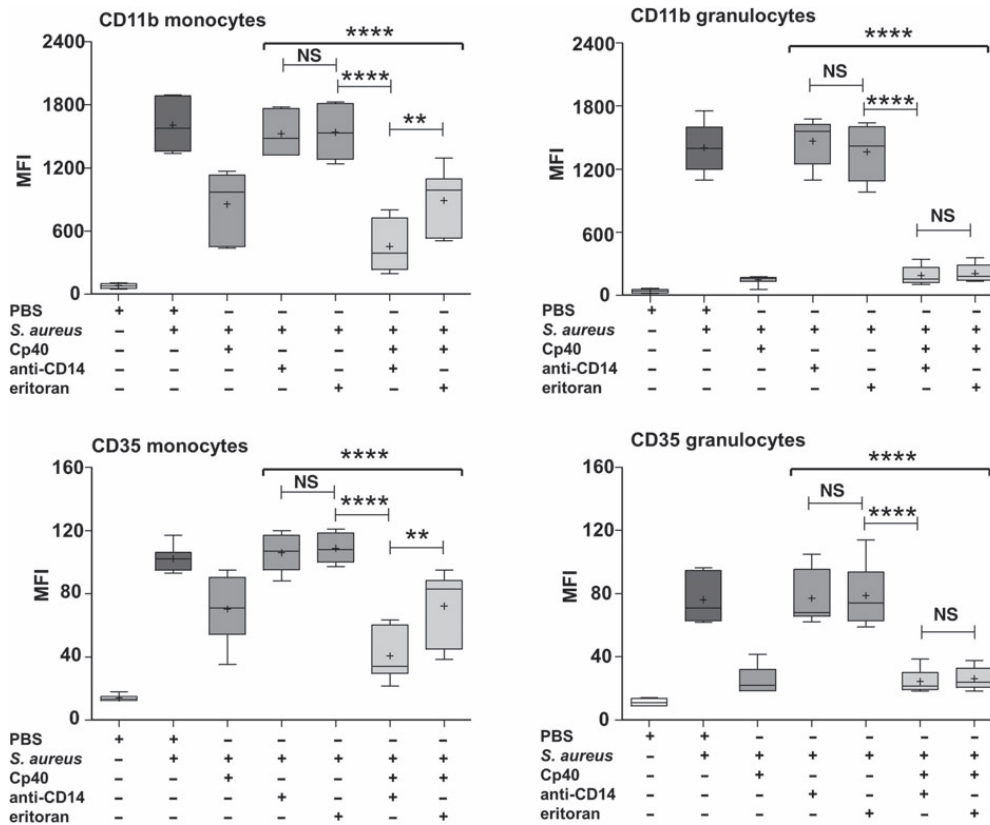 CD11b monocytes
****
NS
****
**
2400
1800
1200
600
0
MFI
PBS + + – – – – –
S. aureus – + + + + + +
Cp40 – – + – – + +
anti-CD14 – – – + – + –
eritoran – – – – + – +
CD11b granulocytes
****
NS
****
NS
2400
1800
1200
600
0
MFI
PBS + + – – – – –
S. aureus – + + + + + +
Cp40 – – + – – + +
anti-CD14 – – – + – + –
eritoran – – – – + – +
CD35 monocytes
****
NS
****
**
160
120
80
40
0
MFI
PBS + + – – – – –
S. aureus – + + + + + +
Cp40 – – + – – + +
anti-CD14 – – – + – + –
eritoran – – – – + – +
CD35 granulocytes
****
NS
****
NS
160
120
80
40
0
MFI
PBS + + – – – – –
S. aureus – + + + + + +
Cp40 – – + – – + +
anti-CD14 – – – + – + –
eritoran – – – – + – +